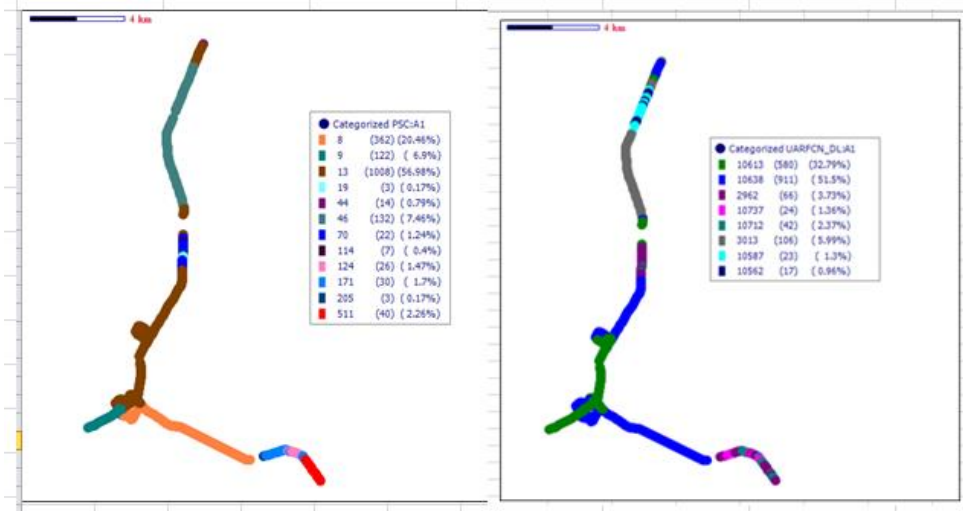 4 km
Categorized PSC:A1
8 (362) (20.46%)
9 (122) ( 6.9%)
13 (1008) (56.98%)
19 (3) ( 0.17%)
44 (14) ( 0.79%)
46 (132) ( 7.46%)
70 (22) ( 1.24%)
114 (7) ( 0.4%)
124 (26) ( 1.47%)
171 (30) ( 1.7%)
205 (3) ( 0.17%)
511 (40) ( 2.26%)
4 km
Categorized UARFCN_DL:A1
10613 (580) (32.79%)
10638 (911) ( 51.5%)
2962 (66) ( 3.73%)
10737 (24) ( 1.36%)
10712 (42) ( 2.37%)
3013 (106) ( 5.99%)
10587 (23) ( 1.3%)
10562 (17) ( 0.96%)